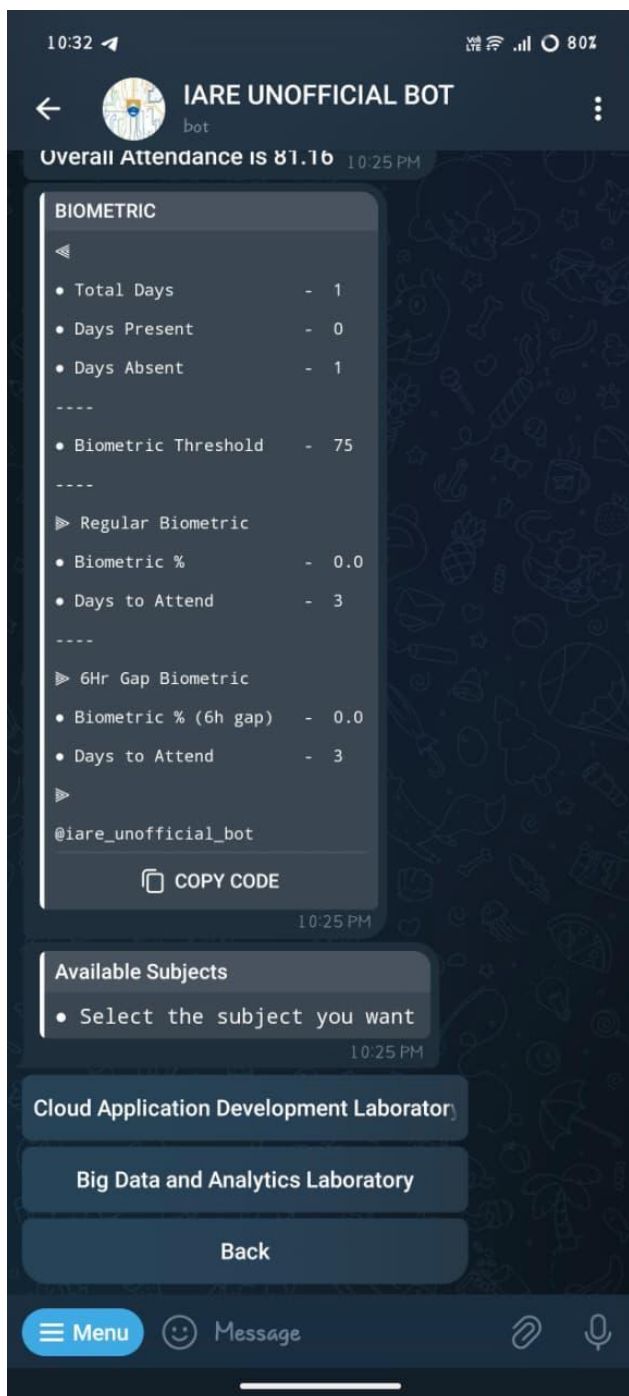 10:32
80%
IARE UNOFFICIAL BOT
bot
Overall Attendance is 81.16 10:25 PM
BIOMETRIC
● Total Days - 1
● Days Present - 0
● Days Absent - 1
----
● Biometric Threshold - 75
----
⫸ Regular Biometric
● Biometric % - 0.0
● Days to Attend - 3
----
⫸ 6Hr Gap Biometric
● Biometric % (6h gap) - 0.0
● Days to Attend - 3
⫸
@iare_unofficial_bot
COPY CODE
10:25 PM
Available Subjects
● Select the subject you want
10:25 PM
Cloud Application Development Laboratory
Big Data and Analytics Laboratory
Back
Menu
Message